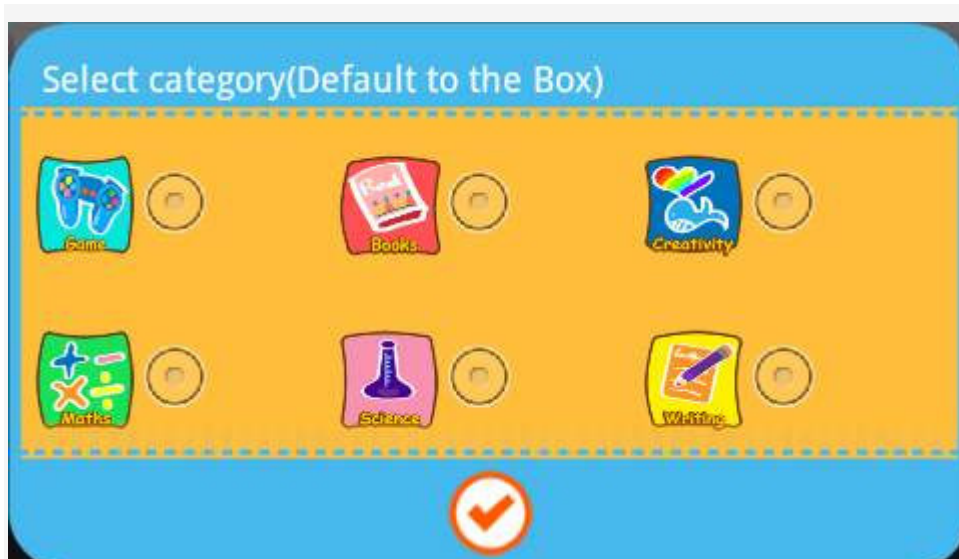 Select category(Default to the Box)
Game
Books
Creativity
Maths
Science
Writing